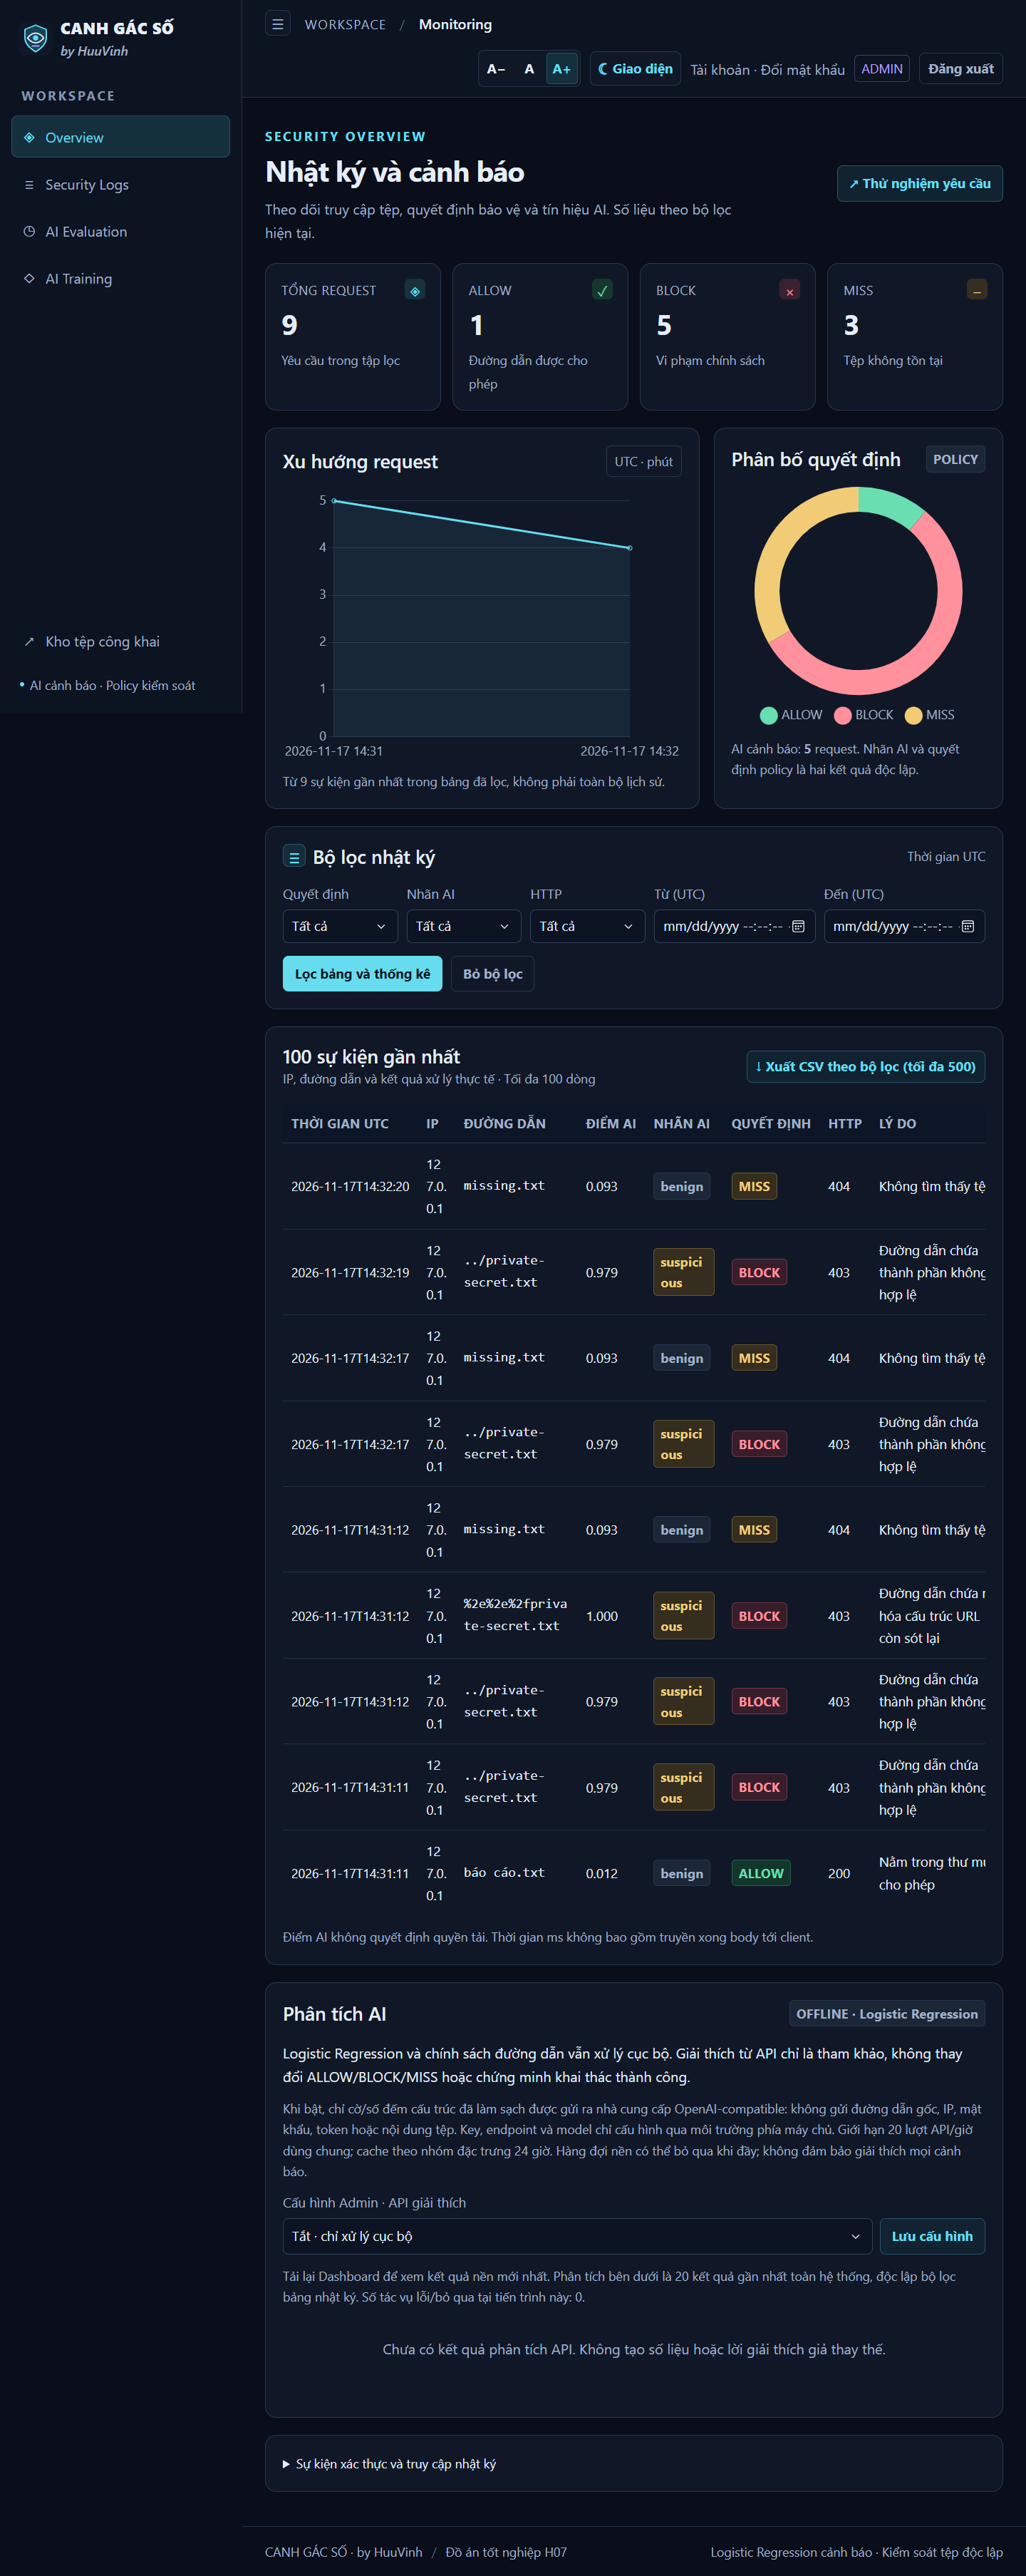 CANH GÁC SỐ
by HuuVinh
WORKSPACE
Overview
Security Logs
AI Evaluation
AI Training
Kho tệp công khai
AI cảnh báo · Policy kiểm soát
WORKSPACE / Monitoring
A− A A+ Giao diện Tài khoản · Đổi mật khẩu ADMIN Đăng xuất
SECURITY OVERVIEW
Nhật ký và cảnh báo
↗ Thử nghiệm yêu cầu
Theo dõi truy cập tệp, quyết định bảo vệ và tín hiệu AI. Số liệu theo bộ lọc
hiện tại.
TỔNG REQUEST
9
Yêu cầu trong tập lọc
ALLOW
1
Đường dẫn được cho
phép
BLOCK
5
Vi phạm chính sách
MISS
3
Tệp không tồn tại
Xu hướng request
UTC · phút
5
4
3
2
1
0
2026-11-17 14:31 2026-11-17 14:32
Từ 9 sự kiện gần nhất trong bảng đã lọc, không phải toàn bộ lịch sử.
Phân bố quyết định
POLICY
ALLOW BLOCK MISS
AI cảnh báo: 5 request. Nhãn AI và quyết
định policy là hai kết quả độc lập.
Bộ lọc nhật ký
Thời gian UTC
Quyết định Nhãn AI HTTP Từ (UTC) Đến (UTC)
Tất cả Tất cả Tất cả mm/dd/yyyy --:--:-- mm/dd/yyyy --:--:--
Lọc bảng và thống kê Bỏ bộ lọc
100 sự kiện gần nhất
IP, đường dẫn và kết quả xử lý thực tế · Tối đa 100 dòng
↓ Xuất CSV theo bộ lọc (tối đa 500)
THỜI GIAN UTC IP ĐƯỜNG DẪN ĐIỂM AI NHÃN AI QUYẾT ĐỊNH HTTP LÝ DO
12
2026-11-17T14:32:20 7.0. missing.txt 0.093 benign MISS 404 Không tìm thấy tệ
0.1
12 ../private- suspici Đường dẫn chứa
2026-11-17T14:32:19 7.0. 0.979 BLOCK 403 thành phần không
0.1 secret.txt ous hợp lệ
12
2026-11-17T14:32:17 7.0. missing.txt 0.093 benign MISS 404 Không tìm thấy tệ
0.1
12 ../private- suspici Đường dẫn chứa
2026-11-17T14:32:17 7.0. 0.979 BLOCK 403 thành phần không
0.1 secret.txt ous hợp lệ
12
2026-11-17T14:31:12 7.0. missing.txt 0.093 benign MISS 404 Không tìm thấy tệ
0.1
12 %2e%2e%2fpriva suspici Đường dẫn chứa
2026-11-17T14:31:12 7.0. 1.000 BLOCK 403 hóa cấu trúc URL
0.1 te-secret.txt ous còn sót lại
12 ../private- suspici Đường dẫn chứa
2026-11-17T14:31:12 7.0. 0.979 BLOCK 403 thành phần không
0.1 secret.txt ous hợp lệ
12 ../private- suspici Đường dẫn chứa
2026-11-17T14:31:11 7.0. 0.979 BLOCK 403 thành phần không
0.1 secret.txt ous hợp lệ
12 Nằm trong thư mụ
2026-11-17T14:31:11 7.0. báo cáo.txt 0.012 benign ALLOW 200
0.1 cho phép
Điểm AI không quyết định quyền tải. Thời gian ms không bao gồm truyền xong body tới client.
Phân tích AI
OFFLINE · Logistic Regression
Logistic Regression và chính sách đường dẫn vẫn xử lý cục bộ. Giải thích từ API chỉ là tham khảo, không thay
đổi ALLOW/BLOCK/MISS hoặc chứng minh khai thác thành công.
Khi bật, chỉ cờ/số đếm cấu trúc đã làm sạch được gửi ra nhà cung cấp OpenAI-compatible: không gửi đường dẫn gốc, IP, mật
khẩu, token hoặc nội dung tệp. Key, endpoint và model chỉ cấu hình qua môi trường phía máy chủ. Giới hạn 20 lượt API/giờ
dùng chung; cache theo nhóm đặc trưng 24 giờ. Hàng đợi nền có thể bỏ qua khi đầy; không đảm bảo giải thích mọi cảnh
báo.
Cấu hình Admin · API giải thích
Tắt · chỉ xử lý cục bộ
Lưu cấu hình
Tải lại Dashboard để xem kết quả nền mới nhất. Phân tích bên dưới là 20 kết quả gần nhất toàn hệ thống, độc lập bộ lọc
bảng nhật ký. Số tác vụ lỗi/bỏ qua tại tiến trình này: 0.
Chưa có kết quả phân tích API. Không tạo số liệu hoặc lời giải thích giả thay thế.
▶ Sự kiện xác thực và truy cập nhật ký
CANH GÁC SỐ · by HuuVinh / Đồ án tốt nghiệp H07
Logistic Regression cảnh báo · Kiểm soát tệp độc lập